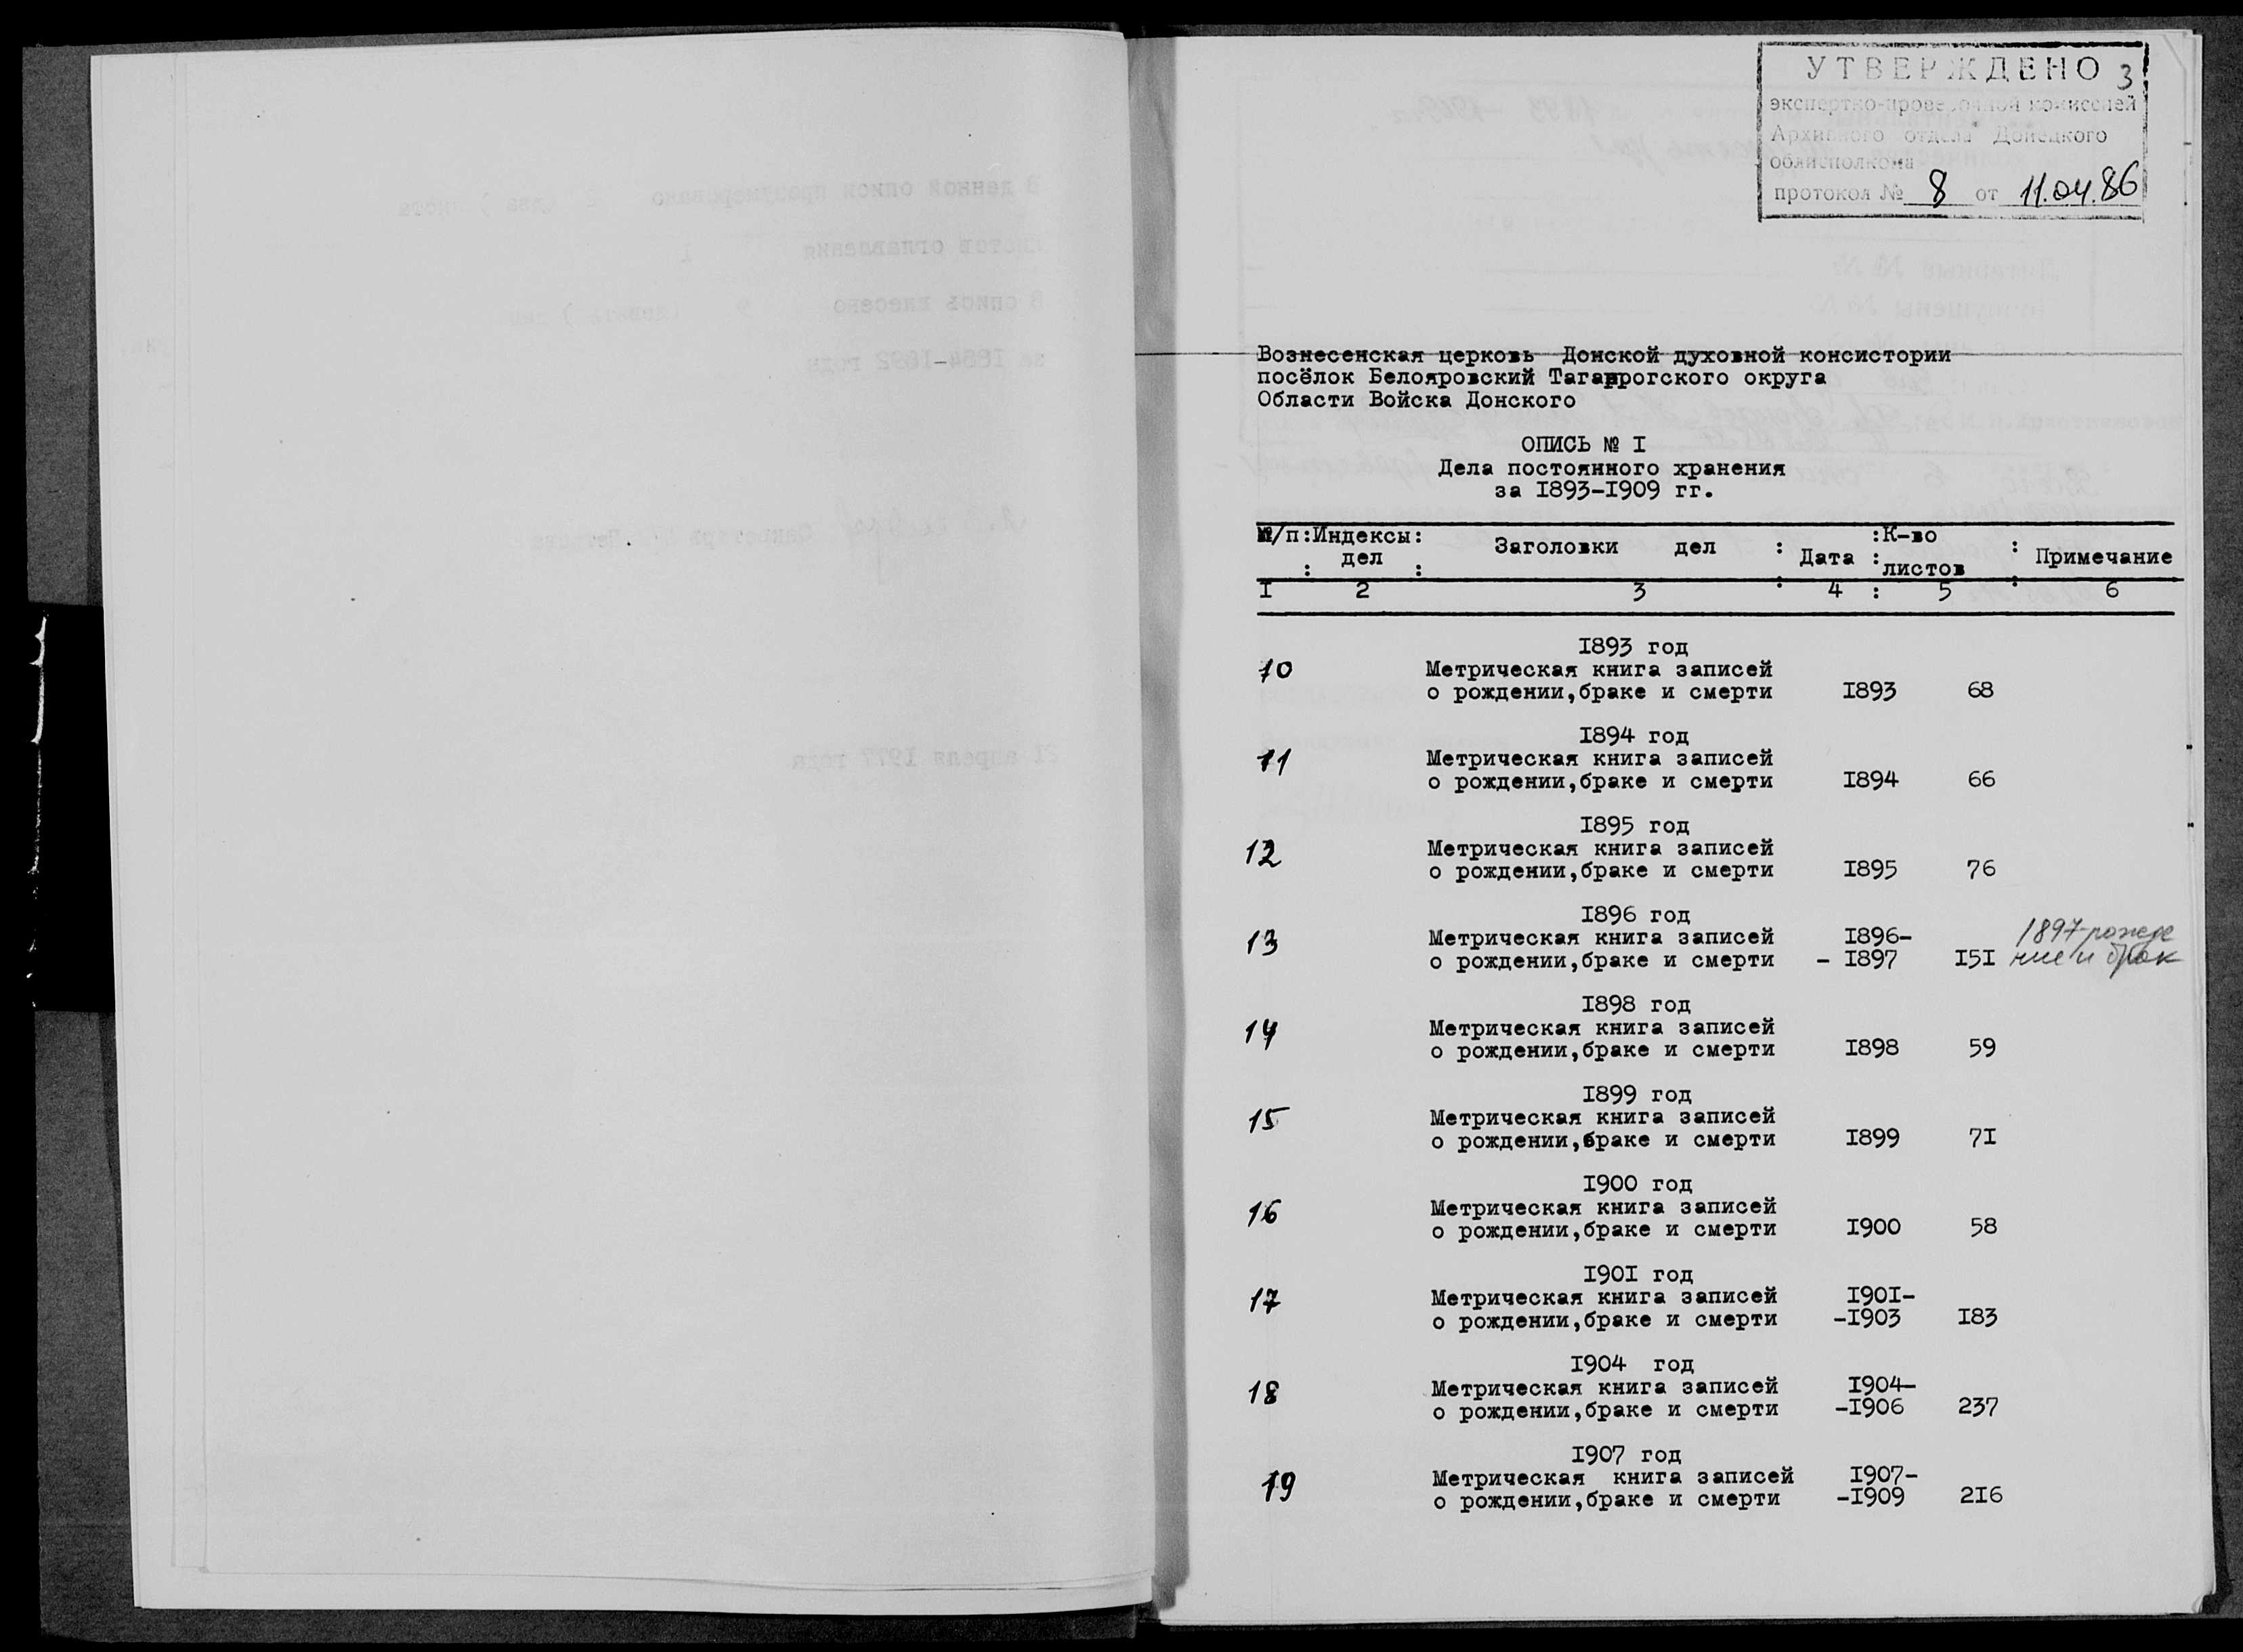 УТВЕРЖДЕНО 3
экспертно-проверочной комиссией
Архивного отдела Донецкого
облисполкома
протокол № 8 от 11.04.86
Вознесенская церковь Донской духовной консистории
посёлок Белояровский Таганрогского округа
Области Войска Донского
ОПИСЬ № I
Дела постоянного хранения
за I893-I909 гг.
№/п:Индексы: Заголовки дел : Дата :К-во : Примечание
: дел : : листов
I 2 3 : 4 : 5 : 6
I893 год
10 Метрическая книга записей
о рождении,браке и смерти I893 68
I894 год
11 Метрическая книга записей
о рождении,браке и смерти I894 66
I895 год
12 Метрическая книга записей
о рождении,браке и смерти I895 76
I896 год
13 Метрическая книга записей I896- 1897-рожде
о рождении,браке и смерти - I897 I5I ние и брак
I898 год
14 Метрическая книга записей
о рождении,браке и смерти I898 59
I899 год
15 Метрическая книга записей
о рождении,браке и смерти I899 7I
I900 год
16 Метрическая книга записей
о рождении,браке и смерти I900 58
I90I год
17 Метрическая книга записей I90I-
о рождении,браке и смерти -I903 I83
I904 год
18 Метрическая книга записей I904-
о рождении,браке и смерти -I906 237
I907 год
19 Метрическая книга записей I907-
о рождении,браке и смерти -I909 2I6